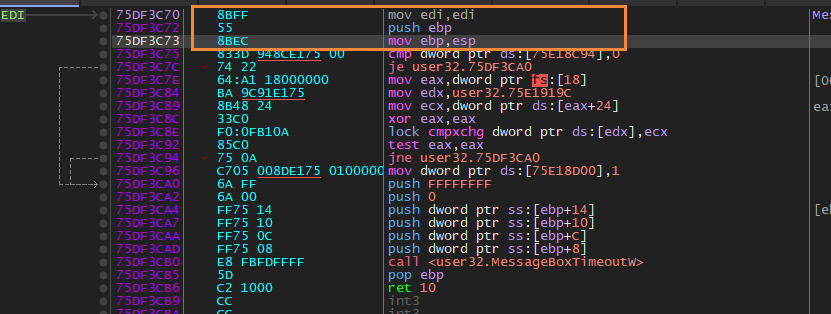 EDI 75DF3C70 8BFF mov edi,edi Mes
75DF3C72 55 push ebp
75DF3C73 8BEC mov ebp,esp
75DF3C75 833D 948CE175 00 cmp dword ptr ds:[75E18C94],0
75DF3C7C 74 22 je user32.75DF3CA0
75DF3C7E 64:A1 18000000 mov eax,dword ptr fs:[18] [00
75DF3C84 BA 9C91E175 mov edx,user32.75E1919C
75DF3C89 8B48 24 mov ecx,dword ptr ds:[eax+24] eax
75DF3C8C 33C0 xor eax,eax
75DF3C8E F0:0FB10A lock cmpxchg dword ptr ds:[edx],ecx
75DF3C92 85C0 test eax,eax
75DF3C94 75 0A jne user32.75DF3CA0
75DF3C96 C705 008DE175 0100000 mov dword ptr ds:[75E18D00],1
75DF3CA0 6A FF push FFFFFFFF
75DF3CA2 6A 00 push 0
75DF3CA4 FF75 14 push dword ptr ss:[ebp+14] [eb
75DF3CA7 FF75 10 push dword ptr ss:[ebp+10]
75DF3CAA FF75 0C push dword ptr ss:[ebp+C]
75DF3CAD FF75 08 push dword ptr ss:[ebp+8]
75DF3CB0 E8 FBFDFFFF call <user32.MessageBoxTimeoutW>
75DF3CB5 5D pop ebp
75DF3CB6 C2 1000 ret 10
75DF3CB9 CC int3
75DF3CBA CC int3